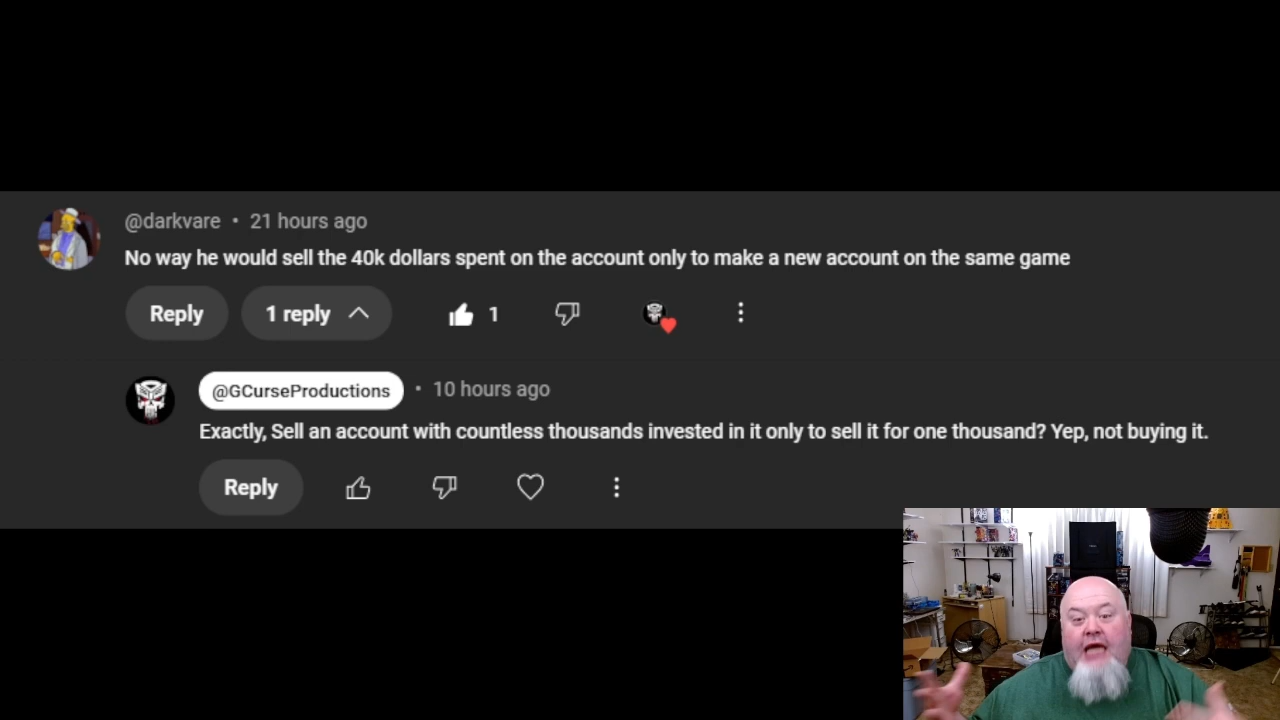 @darkvare • 21 hours ago
No way he would sell the 40k dollars spent on the account only to make a new account on the same game
Reply 1 reply 1
@GCurseProductions • 10 hours ago
Exactly, Sell an account with countless thousands invested in it only to sell it for one thousand? Yep, not buying it.
Reply